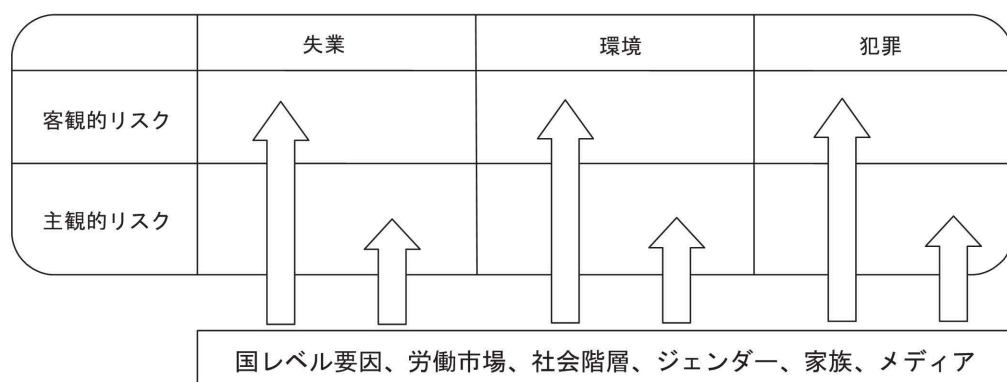 失業 環境 犯罪
客観的リスク
主観的リスク
国レベル要因、労働市場、社会階層、ジェンダー、家族、メディア